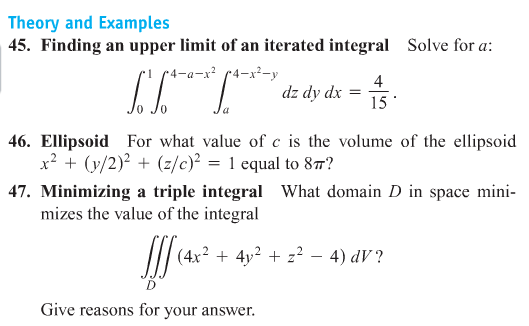 Theory and Examples
45. Finding an upper limit of an iterated integral Solve for a:
∫₀¹ ∫₀^(4−a−x²) ∫ₐ^(4−x²−y) dz dy dx = 4/15.
46. Ellipsoid For what value of c is the volume of the ellipsoid
x² + (y/2)² + (z/c)² = 1 equal to 8π?
47. Minimizing a triple integral What domain D in space mini-
mizes the value of the integral
∭_D (4x² + 4y² + z² − 4) dV?
Give reasons for your answer.